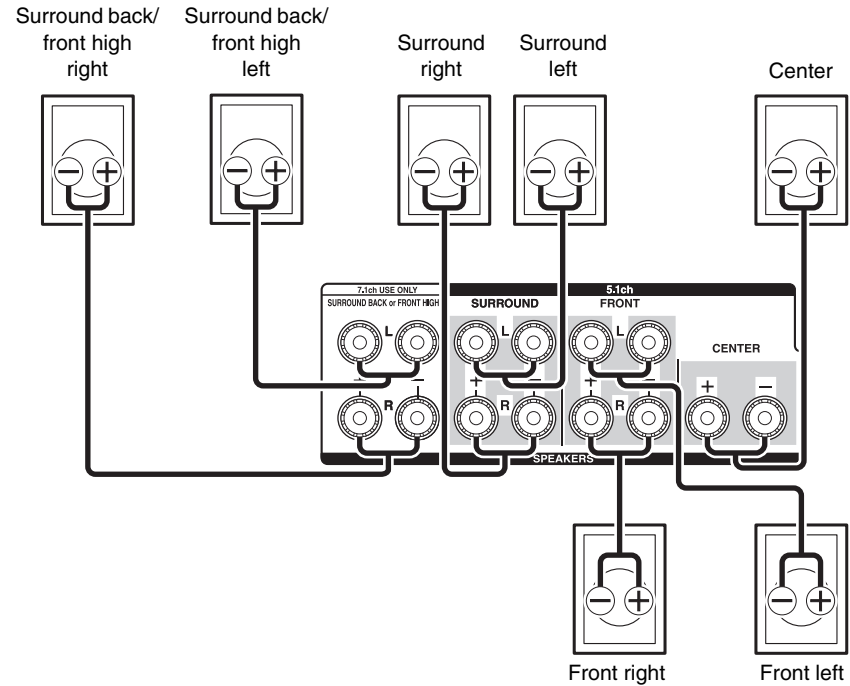 Surround back/
front high
right
Surround back/
front high
left
Surround
right
Surround
left
Center
− +
− +
− +
− +
− +
7.1ch USE ONLY
5.1ch
SURROUND BACK or FRONT HIGH
SURROUND
FRONT
L
L
L
CENTER
+ −
+ −
+ −
+ −
R
R
R
SPEAKERS
− +
− +
Front right
Front left